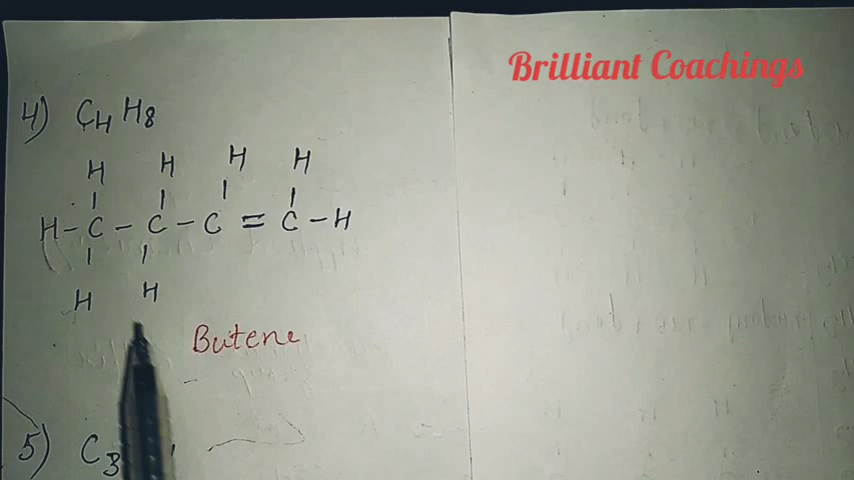 Brilliant Coachings
4) C4H8
H H H H
H-C-C-C=C-H
H H
Butene
5) C3